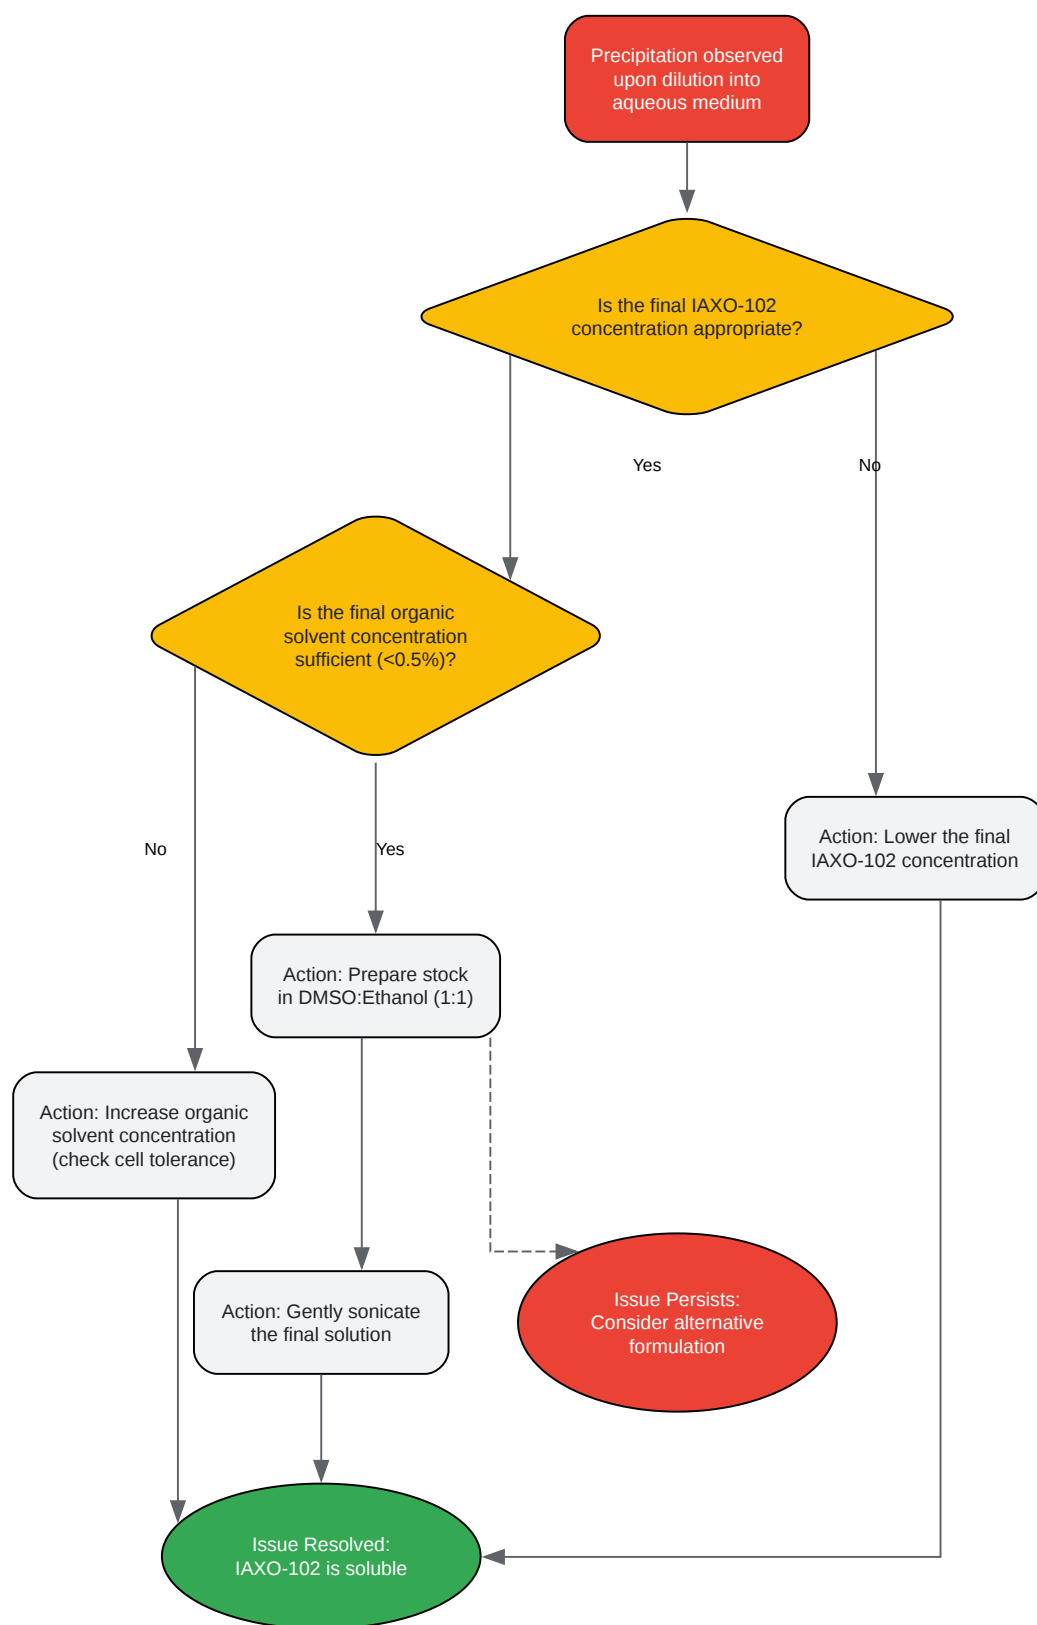 Precipitation observed
upon dilution into
aqueous medium
Is the final IAXO-102
concentration appropriate?
Yes
No
Is the final organic
solvent concentration
sufficient (<0.5%)?
No
Yes
Action: Lower the final
IAXO-102 concentration
Action: Prepare stock
in DMSO:Ethanol (1:1)
Action: Increase organic
solvent concentration
(check cell tolerance)
Action: Gently sonicate
the final solution
Issue Persists:
Consider alternative
formulation
Issue Resolved:
IAXO-102 is soluble